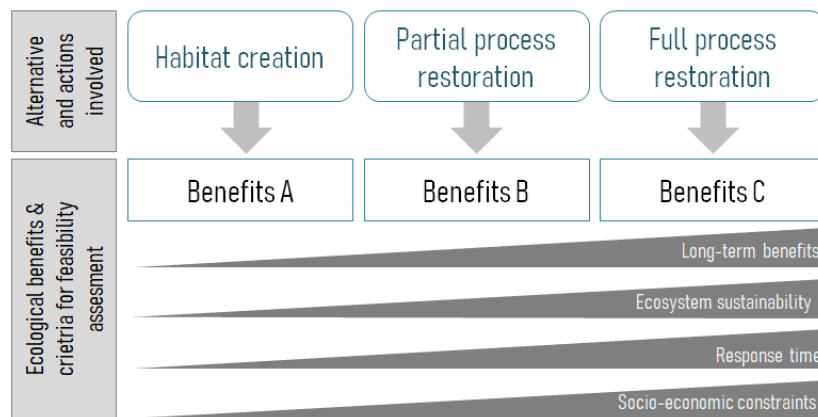 Alternative
and actions
involved
Habitat creation
Partial process
restoration
Full process
restoration
Ecological benefits &
crietria for feasibility
assesment
Benefits A
Benefits B
Benefits C
Long-term benefits
Ecosystem sustainability
Response time
Socio-economic constraints